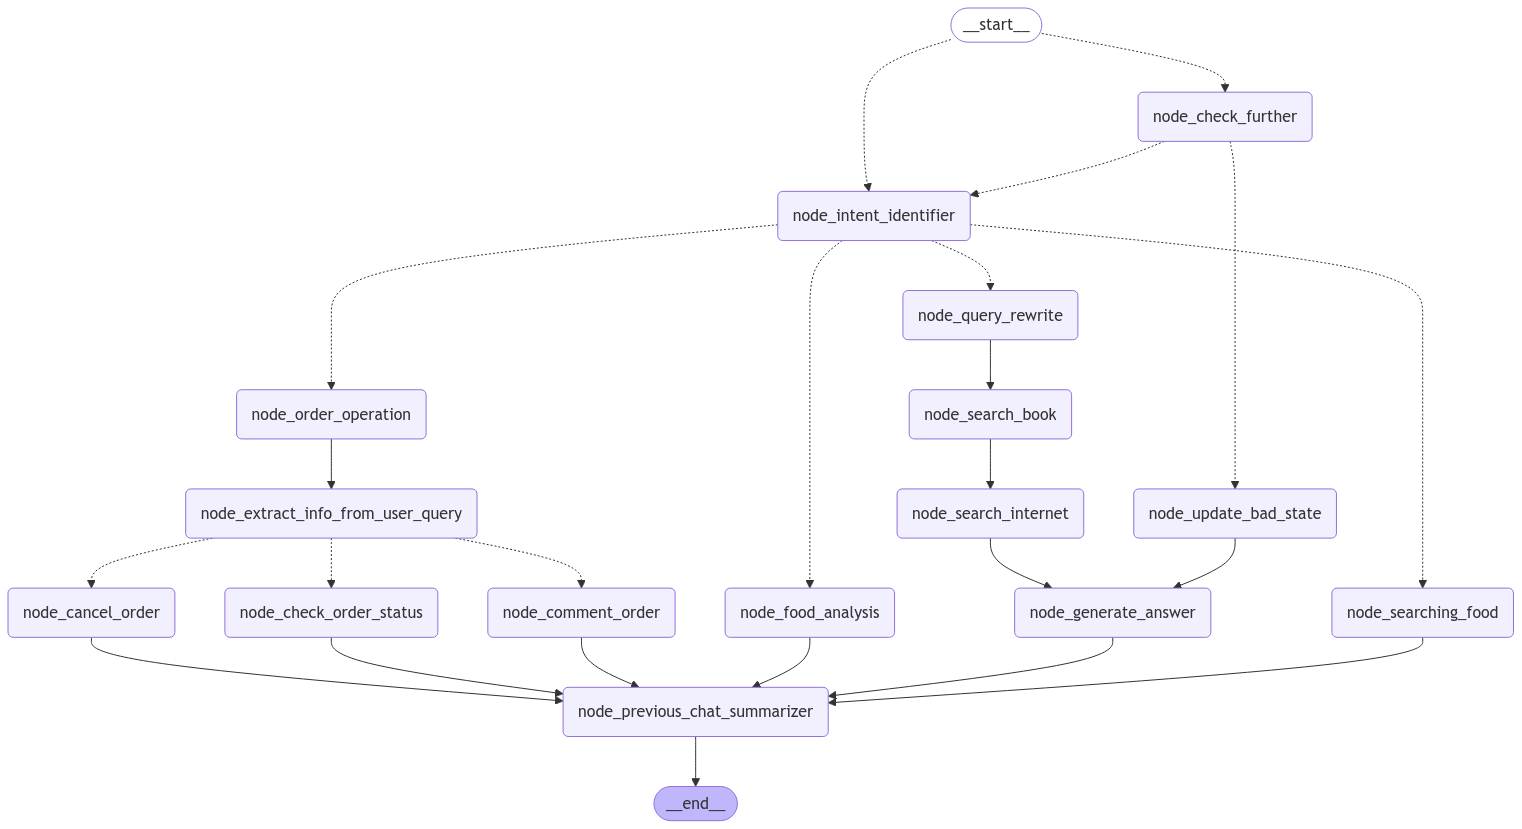 __start__
node_check_further
node_intent_identifier
node_query_rewrite
node_order_operation
node_search_book
node_extract_info_from_user_query
node_search_internet
node_update_bad_state
node_cancel_order
node_check_order_status
node_comment_order
node_food_analysis
node_generate_answer
node_searching_food
node_previous_chat_summarizer
__end__